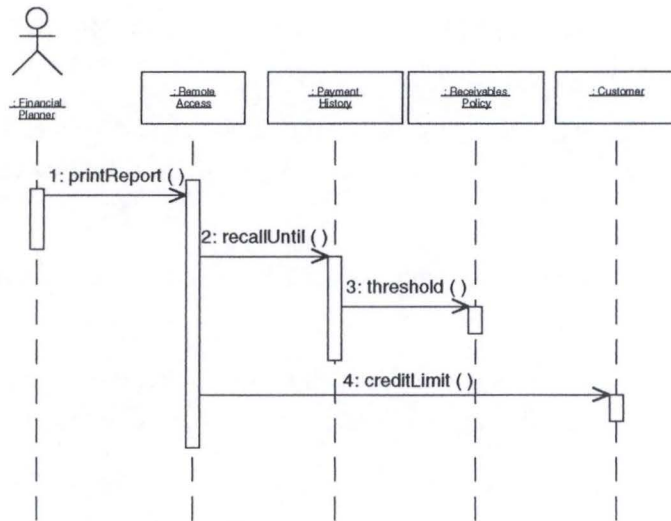 : Financial
Planner
: Remote
Access
: Payment
History
: Receivables
Policy
: Customer
1: printReport ( )
2: recallUntil ( )
3: threshold ( )
4: creditLimit ( )